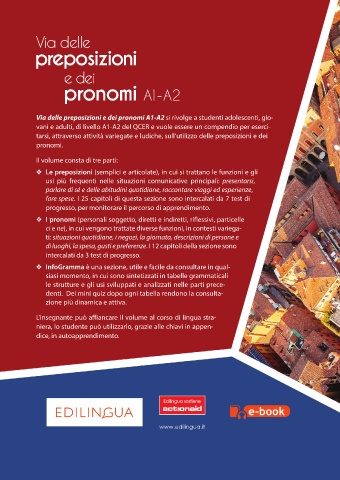 Via delle
preposizioni
e dei
pronomi A1-A2
Via delle preposizioni e dei pronomi A1-A2 si rivolge a studenti adolescenti, gio-
vani e adulti, di livello A1-A2 del QCER e vuole essere un compendio per eserci-
tarsi, attraverso attività variegate e ludiche, sull'utilizzo delle preposizioni e dei
pronomi.
Il volume consta di tre parti:
❖ Le preposizioni (semplici e articolate), in cui si trattano le funzioni e gli
usi più frequenti nelle situazioni comunicative principali: presentarsi,
parlare di sé e delle abitudini quotidiane, raccontare viaggi ed esperienze,
fare spese. I 25 capitoli di questa sezione sono intercalati da 7 test di
progresso, per monitorare il percorso di apprendimento.
❖ I pronomi (personali soggetto, diretti e indiretti, riflessivi, particelle
ci e ne), in cui vengono trattate diverse funzioni, in contesti variega-
ti: situazioni quotidiane, i negozi, la giornata, descrizioni di persone e
di luoghi, la spesa, gusti e preferenze. I 12 capitoli della sezione sono
intercalati da 3 test di progresso.
❖ InfoGramma è una sezione, utile e facile da consultare in qual-
siasi momento, in cui sono sintetizzati in tabelle grammaticali
le strutture e gli usi sviluppati e analizzati nelle parti prece-
denti. Dei mini quiz dopo ogni tabella rendono la consulta-
zione più dinamica e attiva.
L'insegnante può affiancare il volume al corso di lingua stra-
niera, lo studente può utilizzarlo, grazie alle chiavi in appen-
dice, in autoapprendimento.
EDILINGUA
Edilingua sostiene
actionaid
e-book
www.edilingua.it